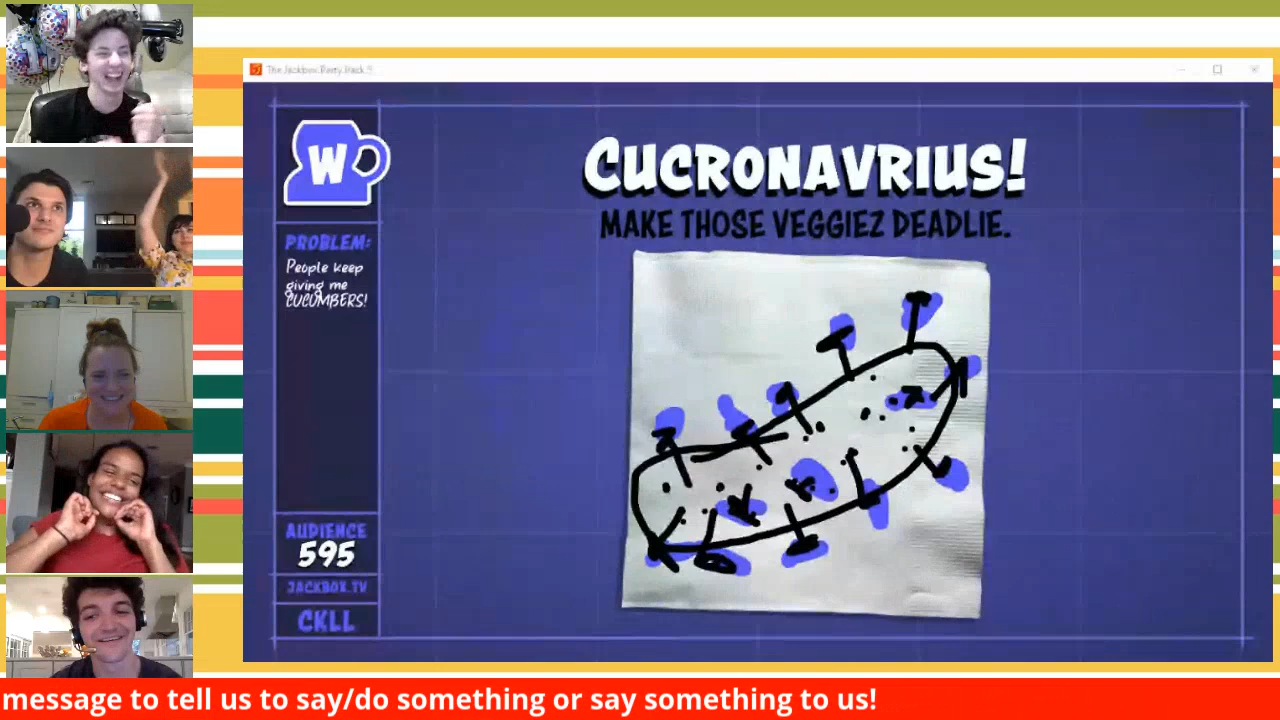 The Jackbox Party Pack
W
CUCRONAVRIUS!
MAKE THOSE VEGGIEZ DEADLIE.
PROBLEM:
People keep
giving me
CUCUMBERS!
AUDIENCE
595
JACKBOX.TV
CKLL
message to tell us to say/do something or say something to us!